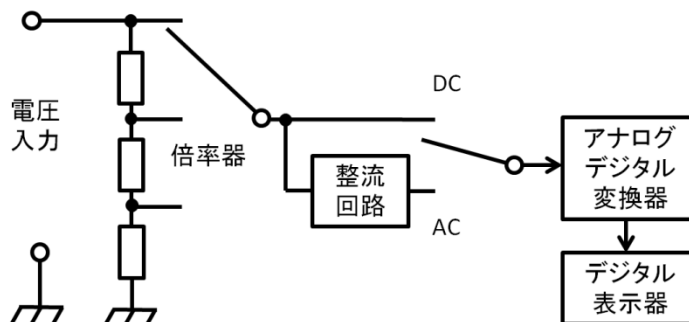 電圧
入力
倍率器
DC
整流
回路
AC
アナログ
デジタル
変換器
デジタル
表示器